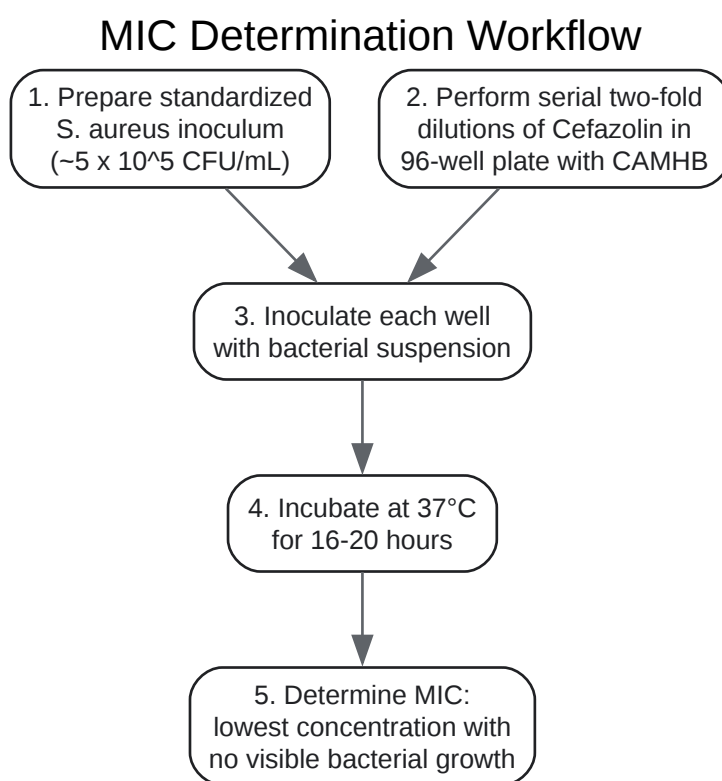 MIC Determination Workflow
1. Prepare standardized
S. aureus inoculum
(~5 x 10^5 CFU/mL)
2. Perform serial two-fold
dilutions of Cefazolin in
96-well plate with CAMHB
3. Inoculate each well
with bacterial suspension
4. Incubate at 37°C
for 16-20 hours
5. Determine MIC:
lowest concentration with
no visible bacterial growth